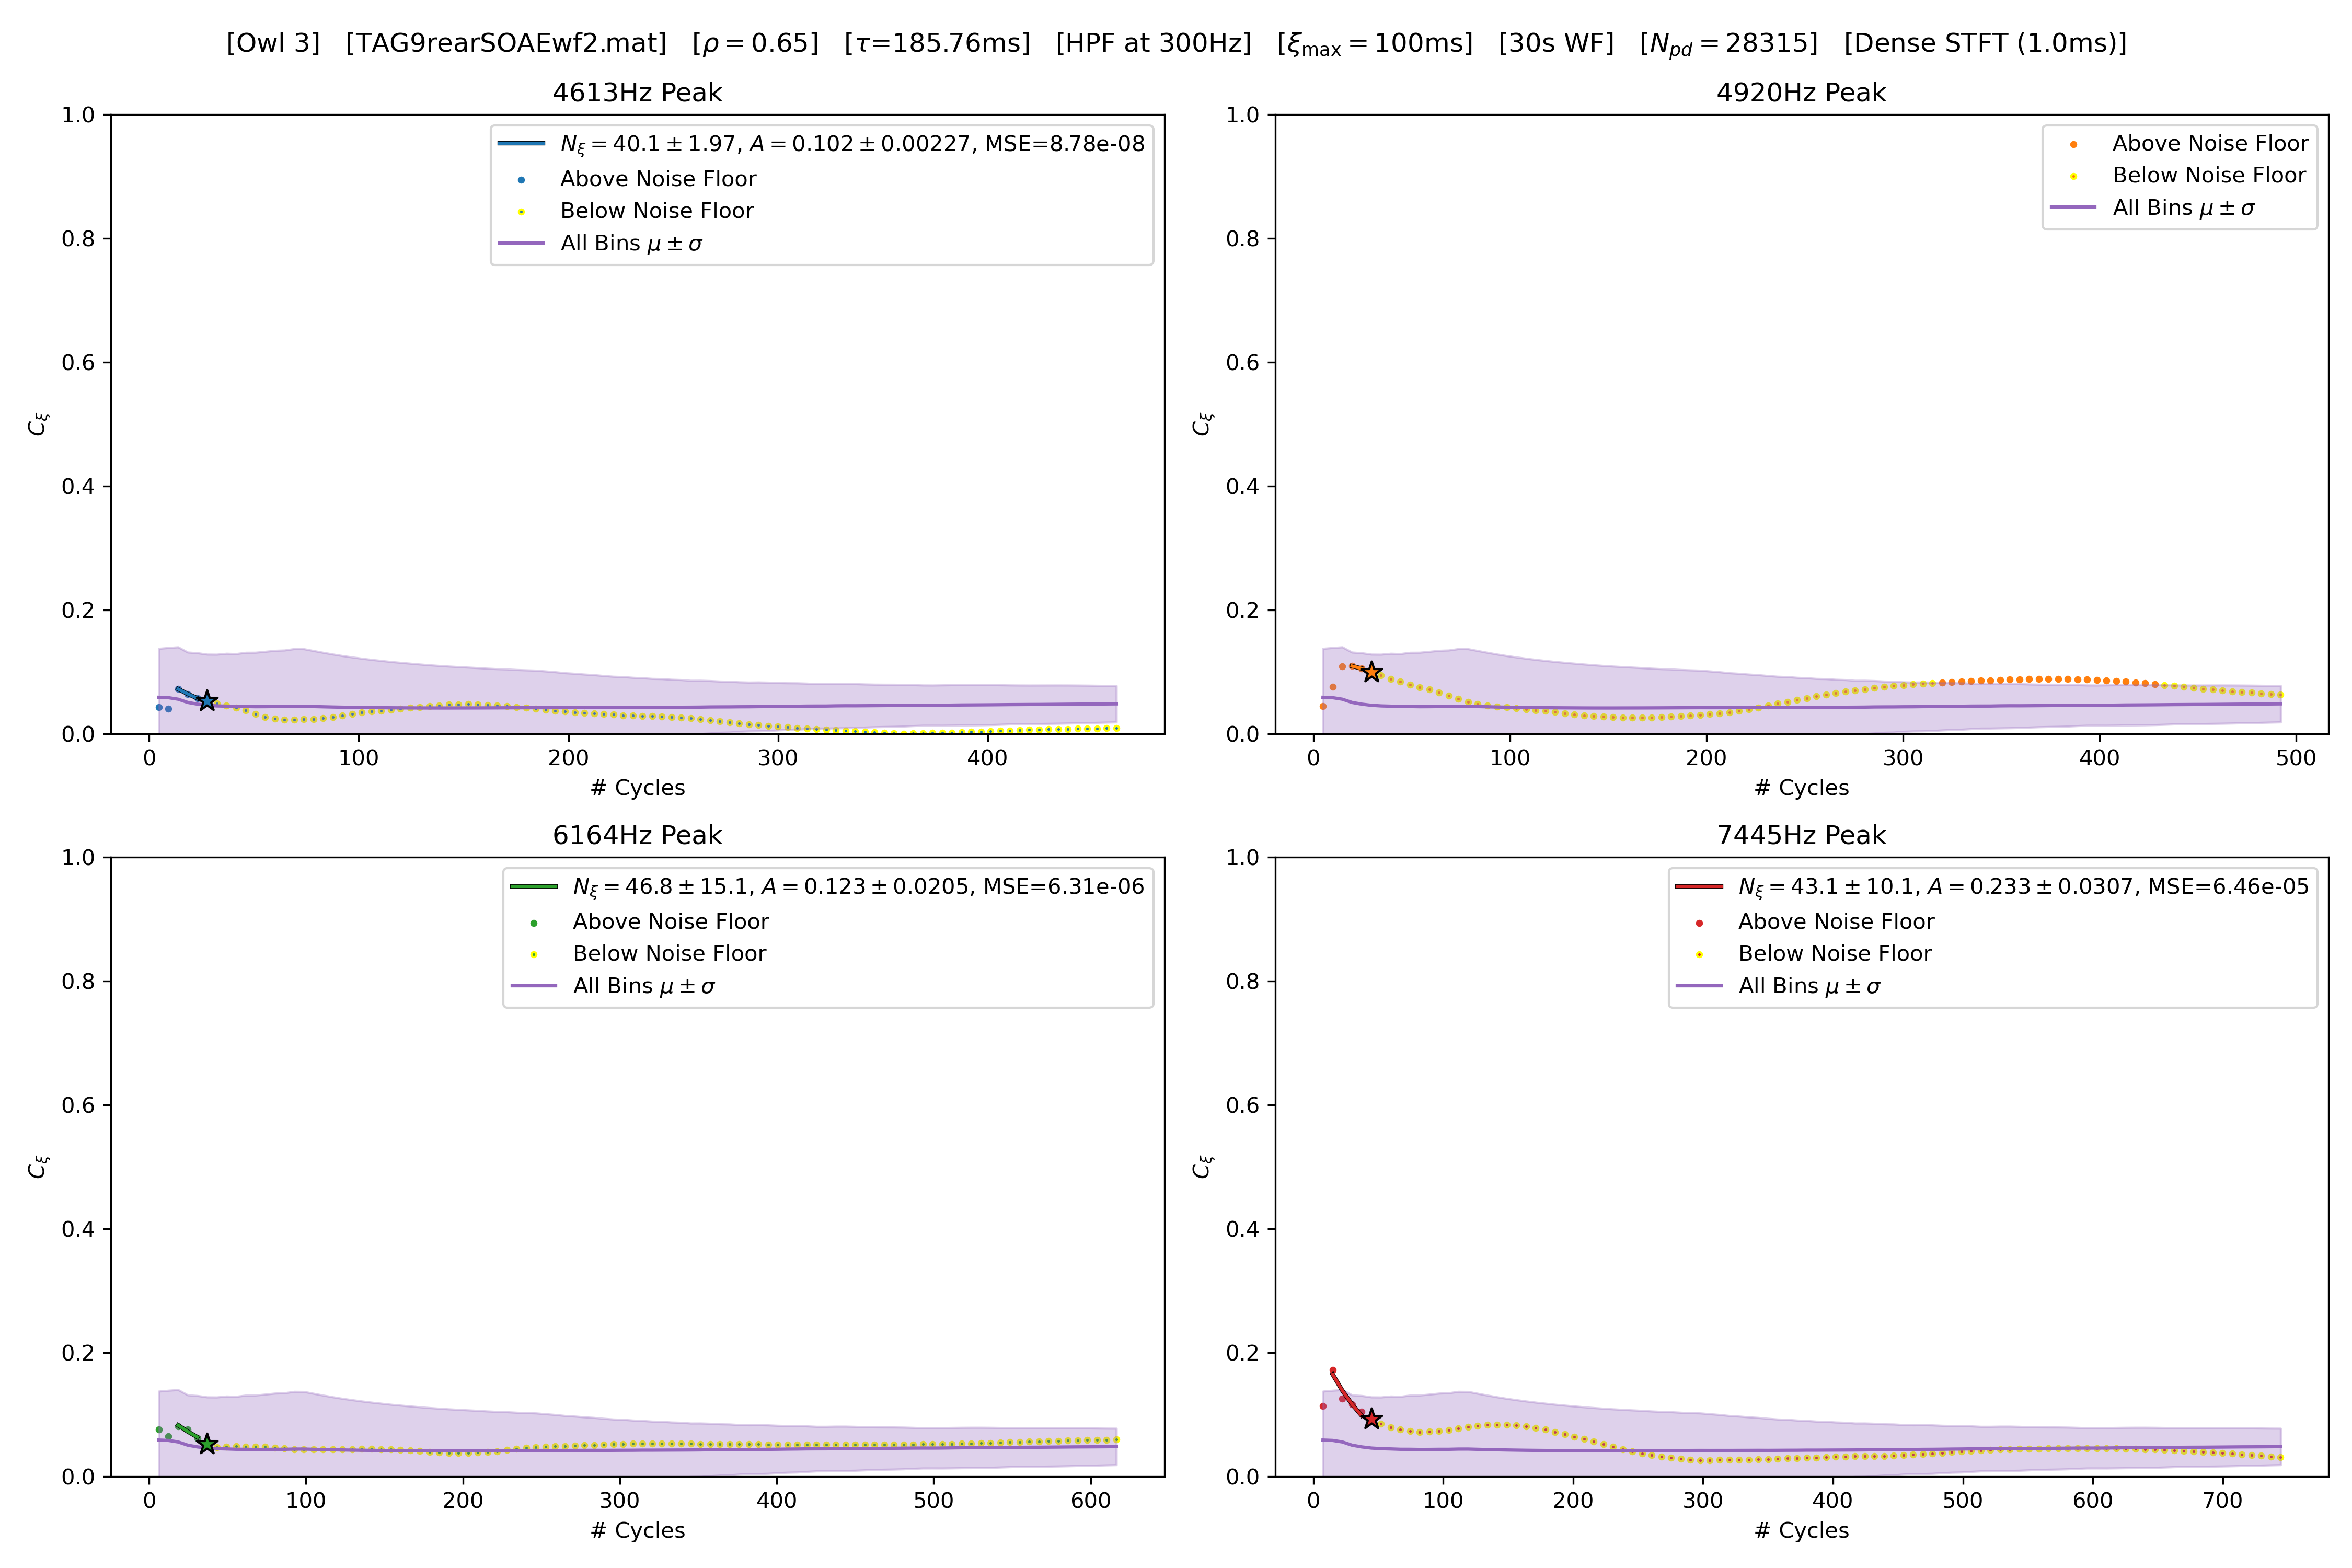 [Owl 3] [TAG9rearSOAEwf2.mat] [ρ = 0.65] [τ=185.76ms] [HPF at 300Hz] [ξmax = 100ms] [30s WF] [Npd = 28315] [Dense STFT (1.0ms)]
4613Hz Peak
1.0
0.8
0.6
0.4
0.2
0.0
Cξ
Nξ = 40.1 ± 1.97, A = 0.102 ± 0.00227, MSE=8.78e-08
Above Noise Floor
Below Noise Floor
All Bins μ ± σ
0 100 200 300 400
# Cycles
4920Hz Peak
1.0
0.8
0.6
0.4
0.2
0.0
Cξ
Above Noise Floor
Below Noise Floor
All Bins μ ± σ
0 100 200 300 400 500
# Cycles
6164Hz Peak
1.0
0.8
0.6
0.4
0.2
0.0
Cξ
Nξ = 46.8 ± 15.1, A = 0.123 ± 0.0205, MSE=6.31e-06
Above Noise Floor
Below Noise Floor
All Bins μ ± σ
0 100 200 300 400 500 600
# Cycles
7445Hz Peak
1.0
0.8
0.6
0.4
0.2
0.0
Cξ
Nξ = 43.1 ± 10.1, A = 0.233 ± 0.0307, MSE=6.46e-05
Above Noise Floor
Below Noise Floor
All Bins μ ± σ
0 100 200 300 400 500 600 700
# Cycles